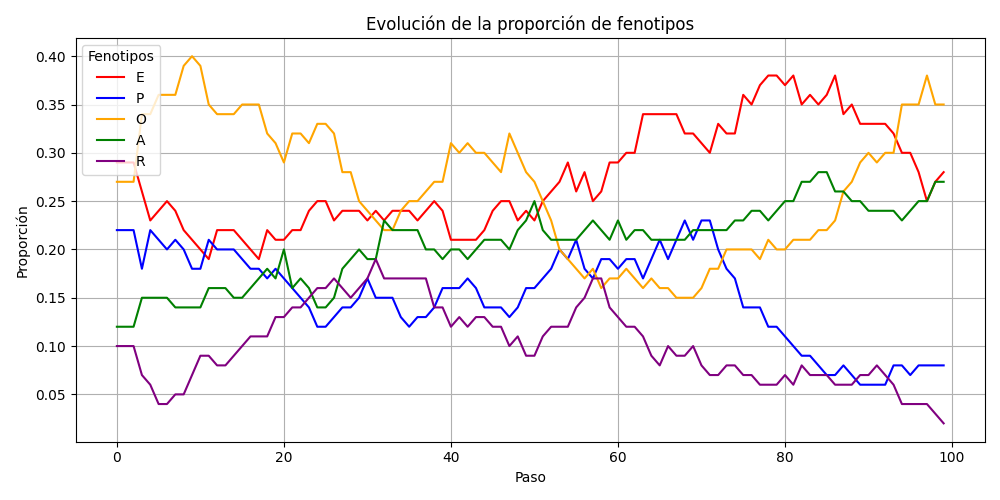 Evolución de la proporción de fenotipos
Proporción
0.40
0.35
0.30
0.25
0.20
0.15
0.10
0.05
Fenotipos
E
P
O
A
R
0 20 40 60 80 100
Paso